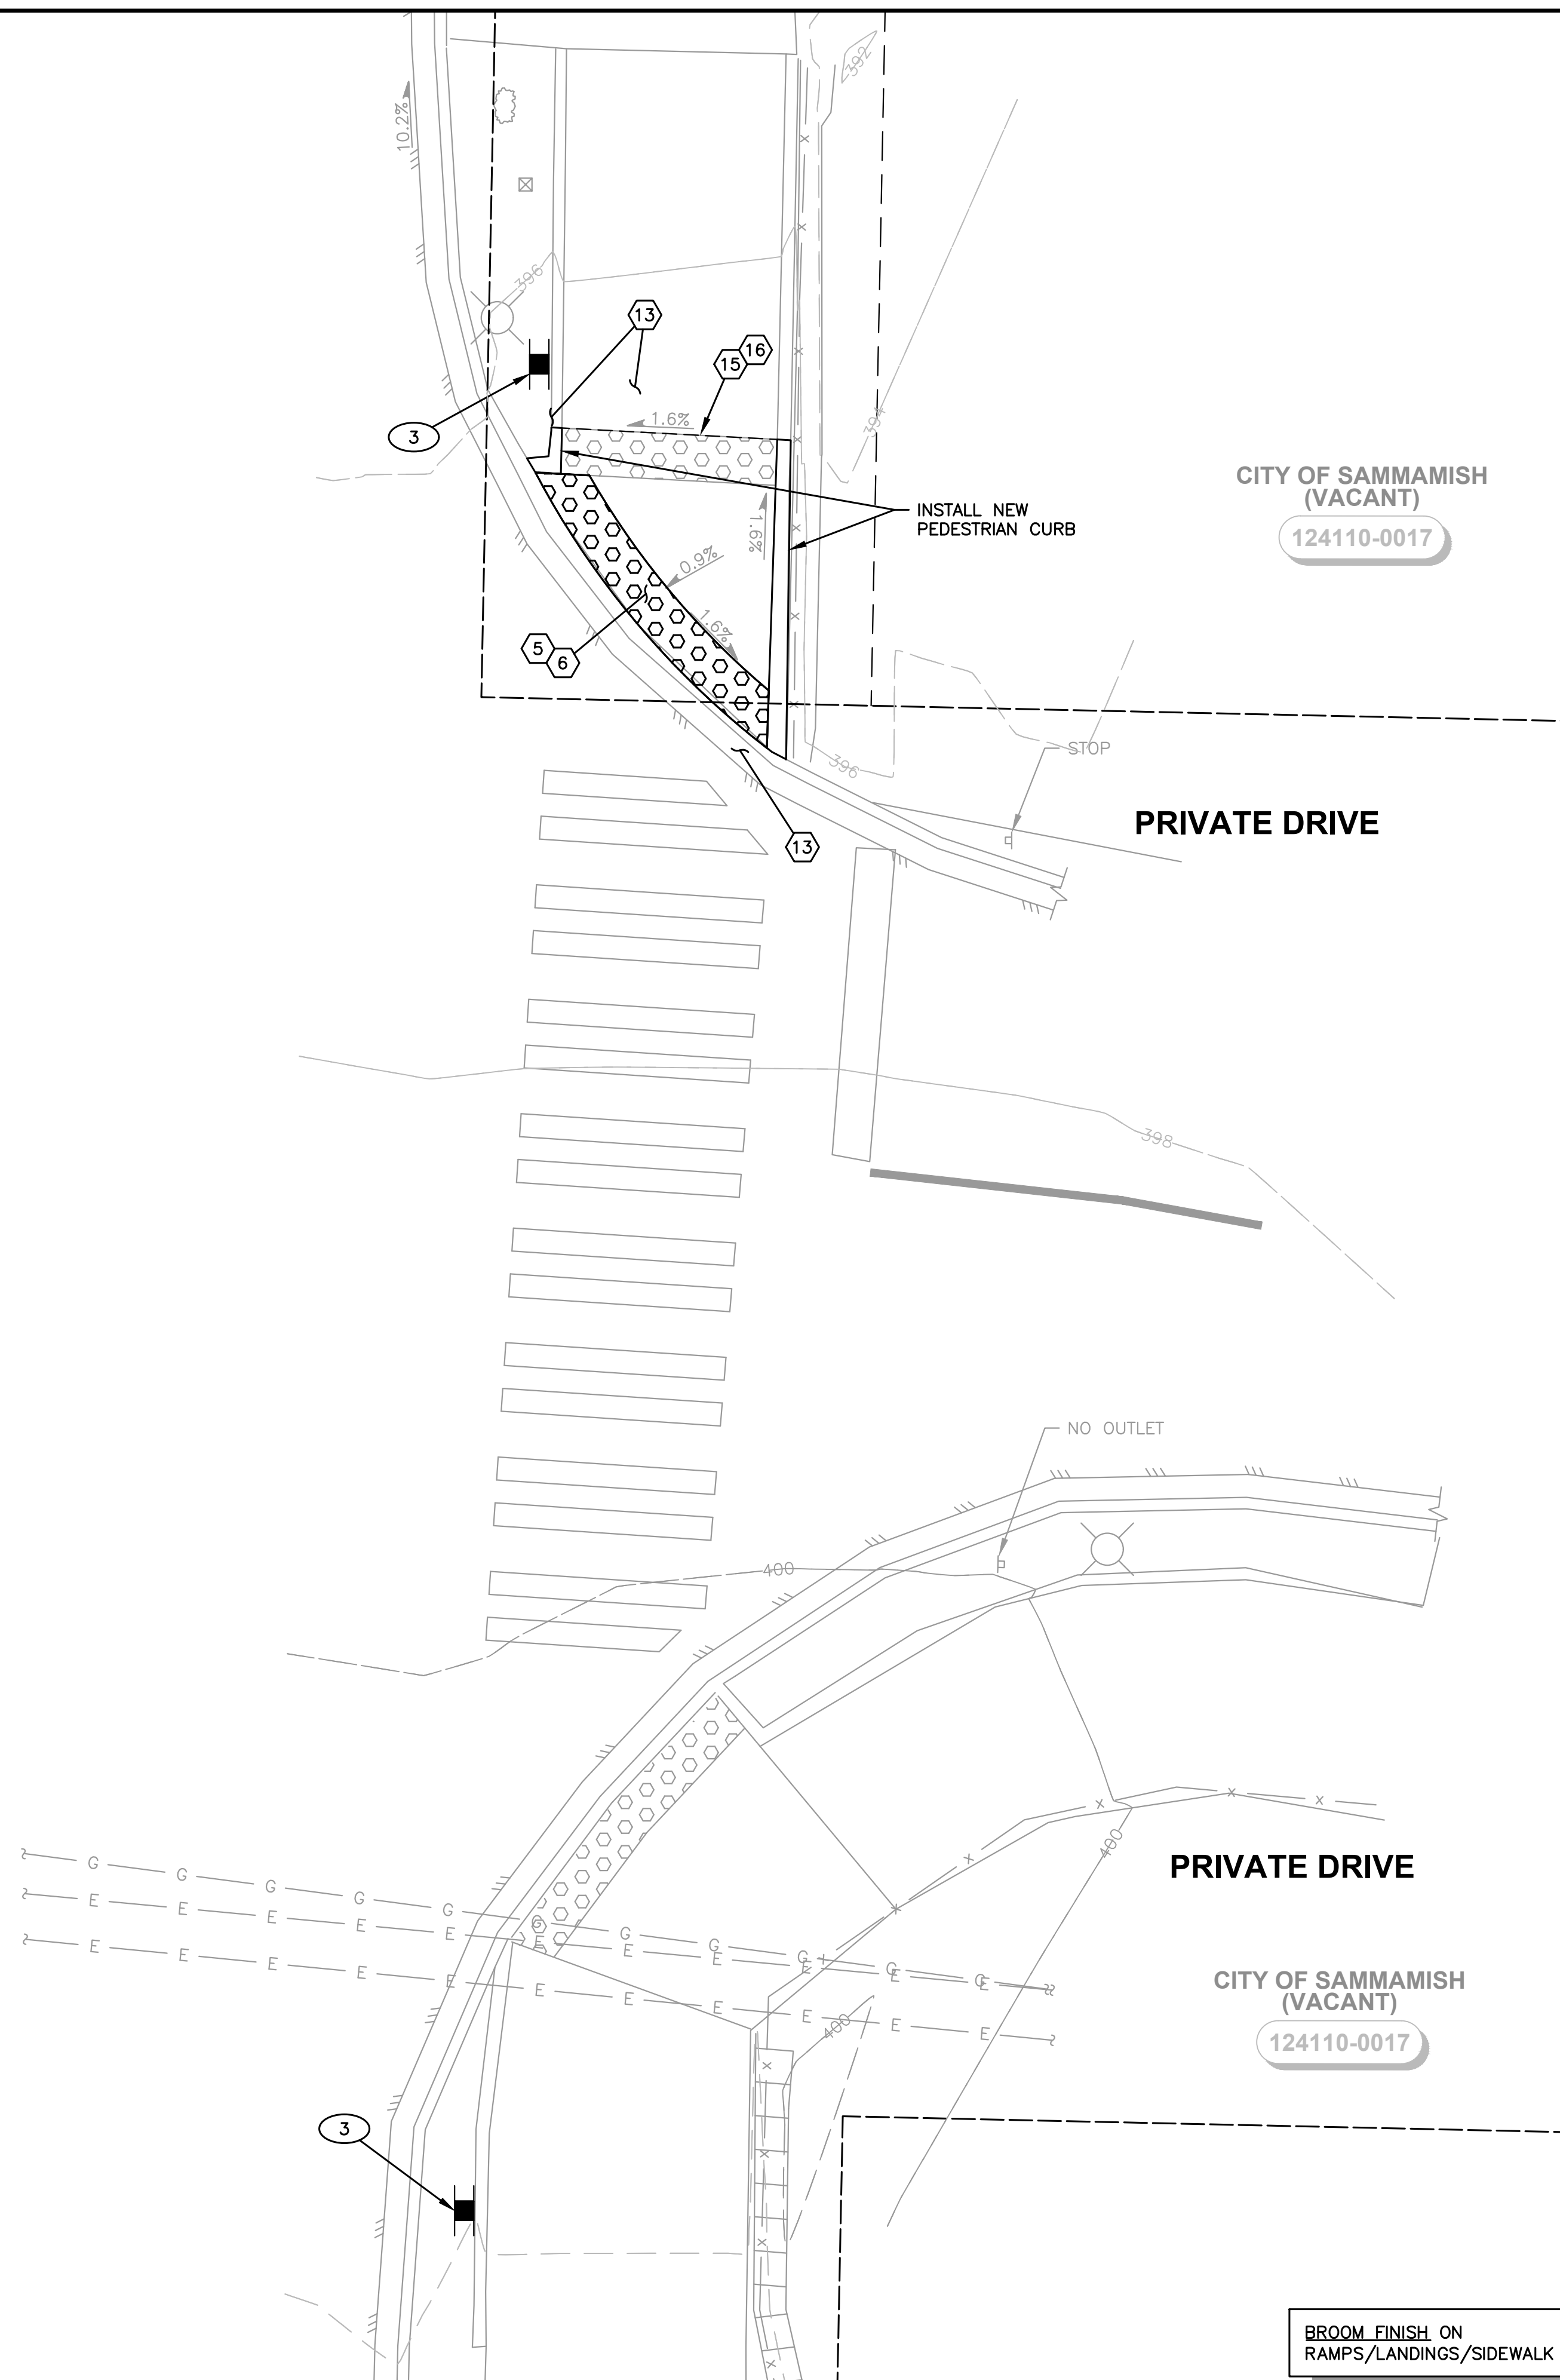 392
10.2%
396
13
16
15
3
1.6%
394
CITY OF SAMMAMISH
(VACANT)
124110-0017
INSTALL NEW
PEDESTRIAN CURB
1.6%
0.9%
1.6%
5
6
STOP
396
PRIVATE DRIVE
13
398
NO OUTLET
400
x x x x
400
PRIVATE DRIVE
G G G G G G G G G G G
E E E E E E E E E E E
E E E E E E E E E E E
CITY OF SAMMAMISH
(VACANT)
400
124110-0017
3
BROOM FINISH ON
RAMPS/LANDINGS/SIDEWALK